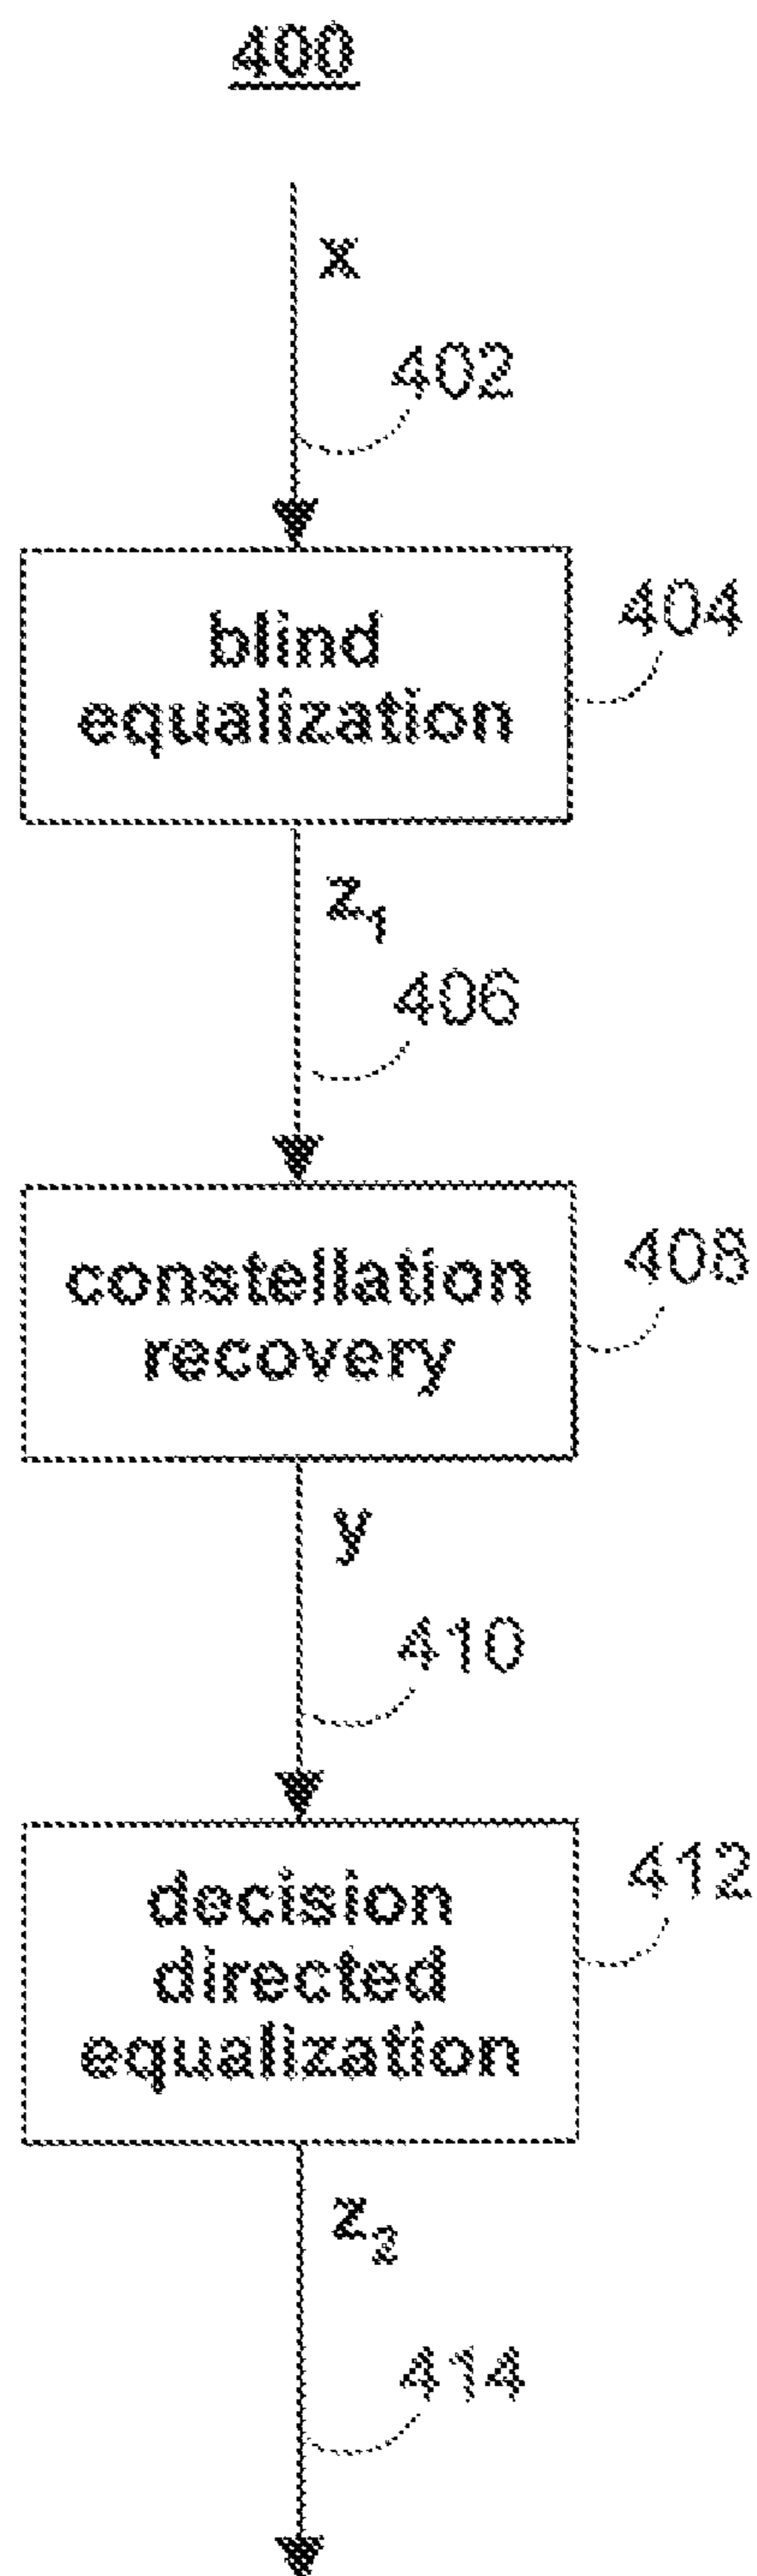 400
x
402
blind
equalization
404
z₁
406
constellation
recovery
408
y
410
decision
directed
equalization
412
z₂
414